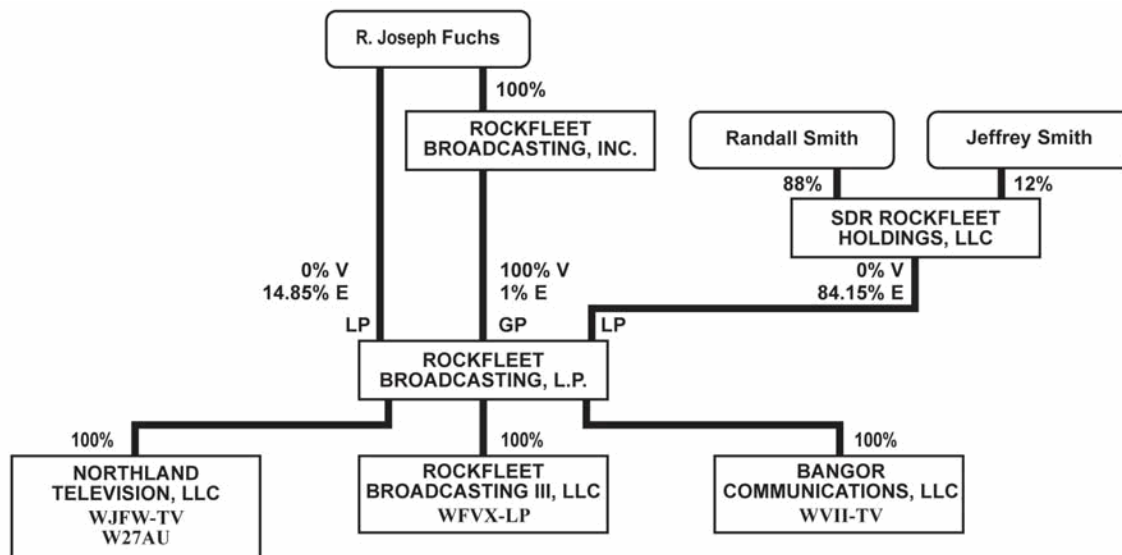 R. Joseph Fuchs
100%
ROCKFLEET
BROADCASTING, INC.
Randall Smith
Jeffrey Smith
88%
12%
SDR ROCKFLEET
HOLDINGS, LLC
0% V
14.85% E
LP
100% V
1% E
GP
0% V
84.15% E
LP
ROCKFLEET
BROADCASTING, L.P.
100%
NORTHLAND
TELEVISION, LLC
WJFW-TV
W27AU
100%
ROCKFLEET
BROADCASTING III, LLC
WFVX-LP
100%
BANGOR
COMMUNICATIONS, LLC
WVII-TV